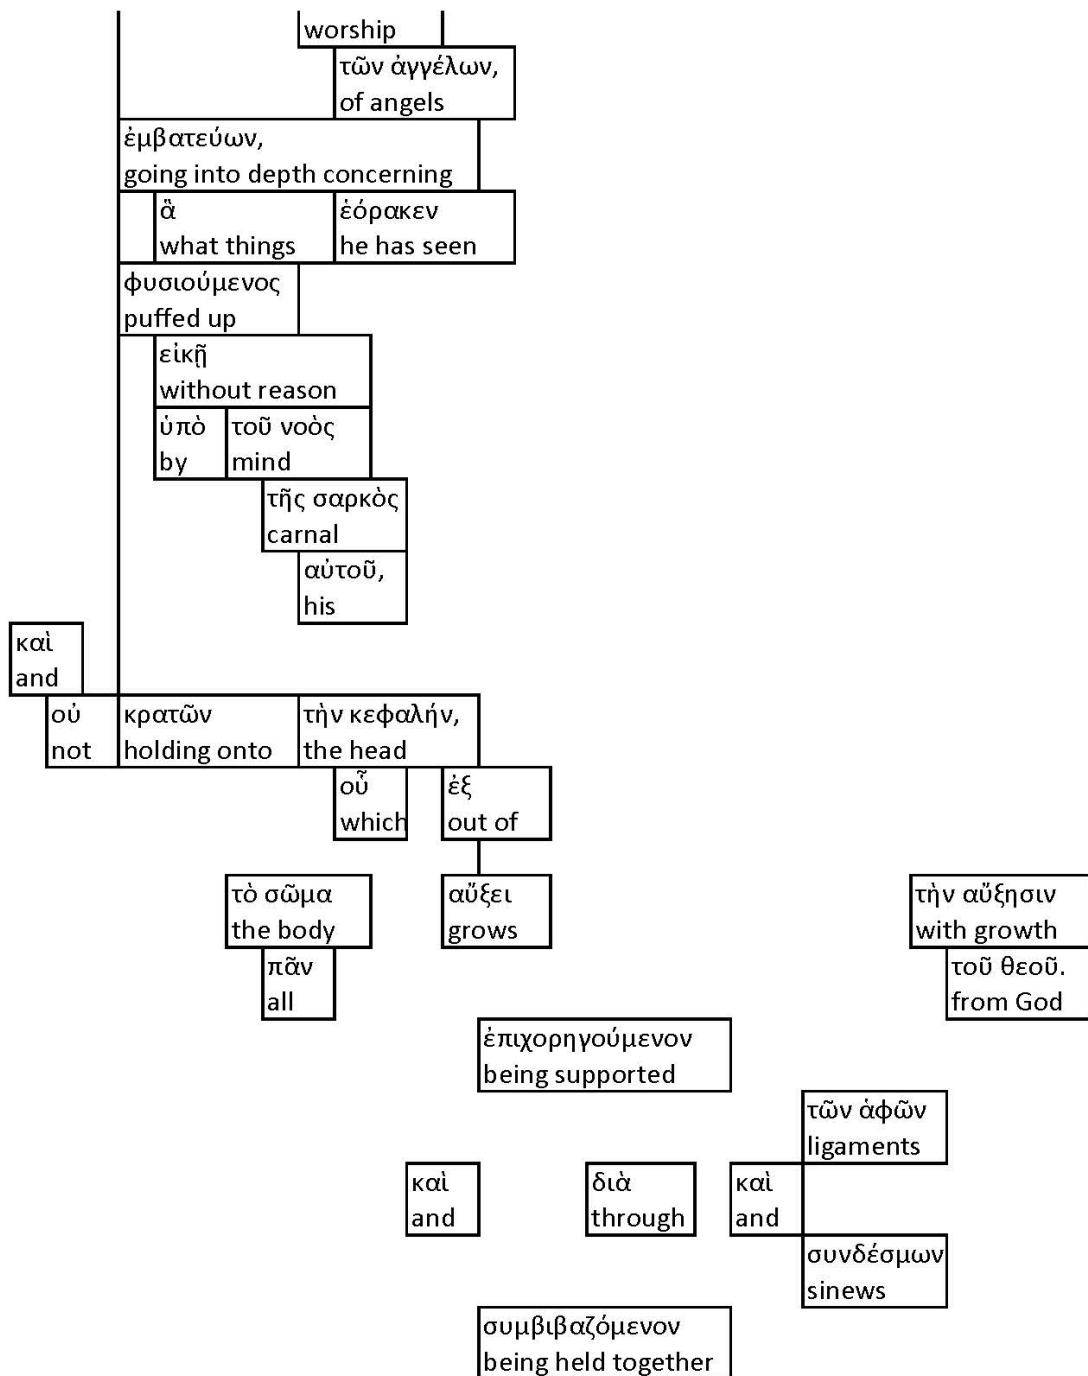 worship
τῶν ἀγγέλων,
of angels
ἐμβατεύων,
going into depth concerning
ἃ ἑόρακεν
what things he has seen
φυσιούμενος
puffed up
εἰκῇ
without reason
ὑπὸ τοῦ νοὸς
by mind
τῆς σαρκὸς
carnal
αὐτοῦ,
his
καὶ
and
οὐ κρατῶν τὴν κεφαλήν,
not holding onto the head
οὗ ἐξ
which out of
τὸ σῶμα αὔξει τὴν αὔξησιν
the body grows with growth
πᾶν τοῦ θεοῦ.
all from God
ἐπιχορηγούμενον
being supported
τῶν ἁφῶν
ligaments
καὶ διὰ καὶ
and through and
συνδέσμων
sinews
συμβιβαζόμενον
being held together